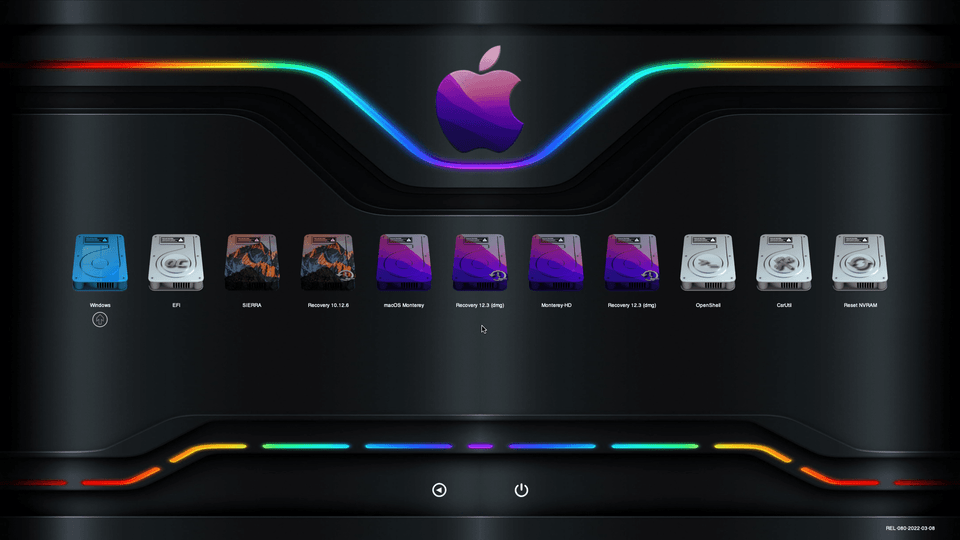 Windows
EFI
SIERRA
Recovery 10.12.6
macOS Monterey
Recovery 12.3 (dmg)
Monterey-HD
Recovery 12.3 (dmg)
OpenShell
CsrUtil
Reset NVRAM
REL-080-2022-03-08